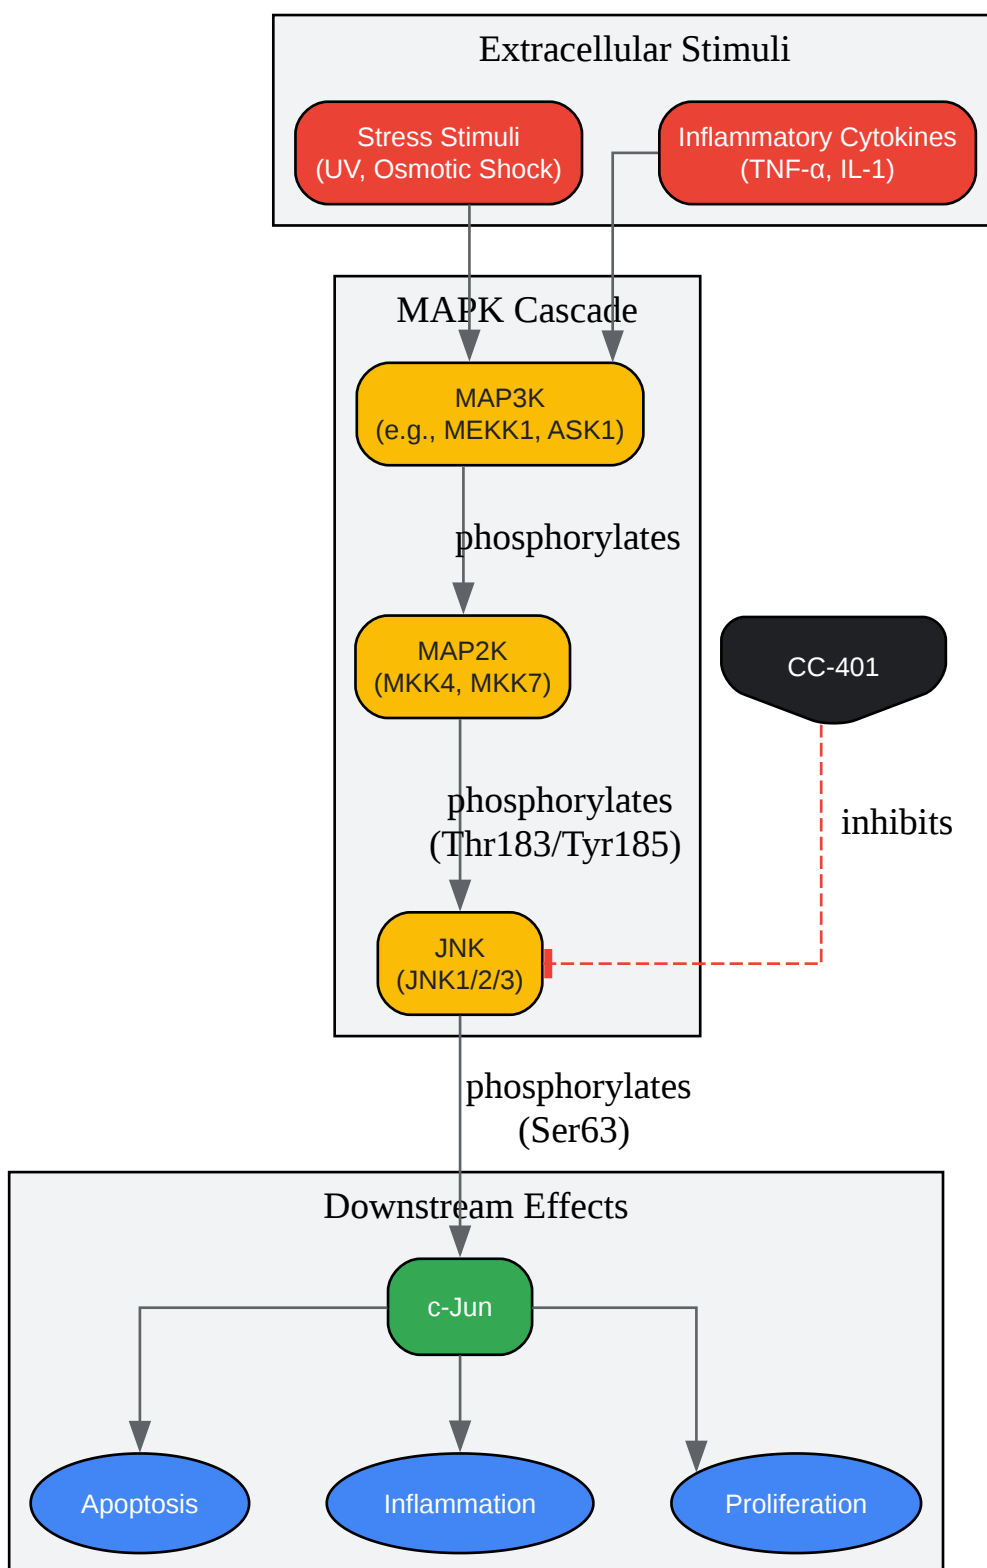 Extracellular Stimuli
Stress Stimuli
(UV, Osmotic Shock)
Inflammatory Cytokines
(TNF-α, IL-1)
MAPK Cascade
MAP3K
(e.g., MEKK1, ASK1)
phosphorylates
MAP2K
(MKK4, MKK7)
CC-401
phosphorylates
(Thr183/Tyr185)
inhibits
JNK
(JNK1/2/3)
phosphorylates
(Ser63)
Downstream Effects
c-Jun
Apoptosis
Inflammation
Proliferation